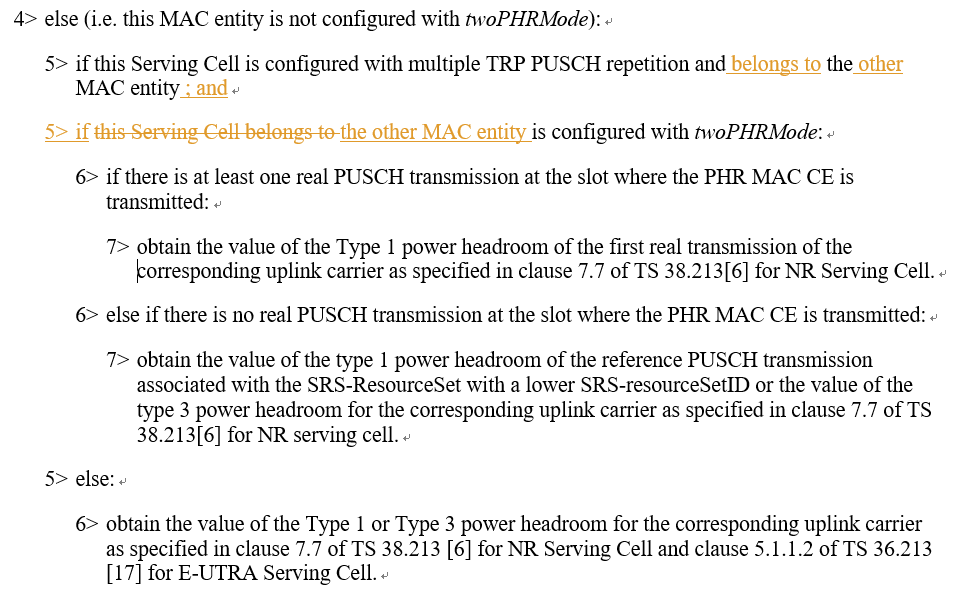 4> else (i.e. this MAC entity is not configured with twoPHRMode):
5> if this Serving Cell is configured with multiple TRP PUSCH repetition and belongs to the other
MAC entity ; and
5> if this Serving Cell belongs to the other MAC entity is configured with twoPHRMode:
6> if there is at least one real PUSCH transmission at the slot where the PHR MAC CE is
transmitted:
7> obtain the value of the Type 1 power headroom of the first real transmission of the
corresponding uplink carrier as specified in clause 7.7 of TS 38.213[6] for NR Serving Cell.
6> else if there is no real PUSCH transmission at the slot where the PHR MAC CE is transmitted:
7> obtain the value of the type 1 power headroom of the reference PUSCH transmission
associated with the SRS-ResourceSet with a lower SRS-resourceSetID or the value of the
type 3 power headroom for the corresponding uplink carrier as specified in clause 7.7 of TS
38.213[6] for NR serving cell.
5> else:
6> obtain the value of the Type 1 or Type 3 power headroom for the corresponding uplink carrier
as specified in clause 7.7 of TS 38.213 [6] for NR Serving Cell and clause 5.1.1.2 of TS 36.213
[17] for E-UTRA Serving Cell.